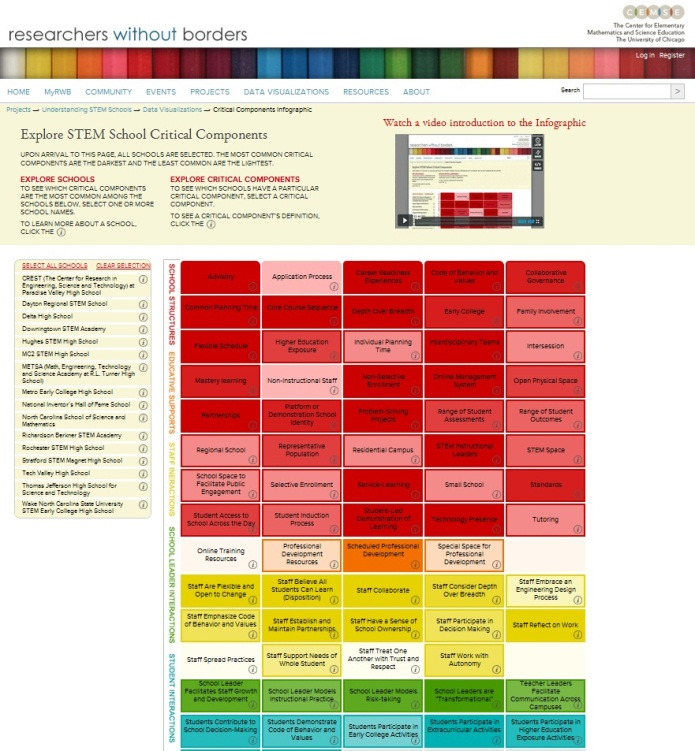 CEMSE
The Center for Elementary
Mathematics and Science Education
The University of Chicago
researchers without borders
Log in Register
HOME MyRWB COMMUNITY EVENTS PROJECTS DATA VISUALIZATIONS RESOURCES ABOUT
Search >
Projects → Understanding STEM Schools → Data Visualizations → Critical Components Infographic
Explore STEM School Critical Components
UPON ARRIVAL TO THIS PAGE, ALL SCHOOLS ARE SELECTED. THE MOST COMMON CRITICAL
COMPONENTS ARE THE DARKEST AND THE LEAST COMMON ARE THE LIGHTEST.
EXPLORE SCHOOLS
TO SEE WHICH CRITICAL COMPONENTS
ARE THE MOST COMMON AMONG THE
SCHOOLS BELOW, SELECT ONE OR MORE
SCHOOL NAMES.
TO LEARN MORE ABOUT A SCHOOL,
CLICK THE i
EXPLORE CRITICAL COMPONENTS
TO SEE WHICH SCHOOLS HAVE A PARTICULAR
CRITICAL COMPONENT, SELECT A CRITICAL
COMPONENT.
TO SEE A CRITICAL COMPONENT'S DEFINITION,
CLICK THE i
Watch a video introduction to the Infographic
SELECT ALL SCHOOLS CLEAR SELECTION
CREST (The Center for Research in
Engineering, Science and Technology) at
Paradise Valley High School
Dayton Regional STEM School
Delta High School
Downingtown STEM Academy
Hughes STEM High School
MC2 STEM High School
METSA (Math, Engineering, Technology
and Science Academy at R.L. Turner High
School)
Metro Early College High School
National Inventor's Hall of Fame School
North Carolina School of Science and
Mathematics
Richardson Berkner STEM Academy
Rochester STEM High School
Stratford STEM Magnet High School
Tech Valley High School
Thomas Jefferson High School for
Science and Technology
Wake North Carolina State University
STEM Early College High School
SCHOOL STRUCTURES
EDUCATIVE SUPPORTS
STAFF INERACTIONS
SCHOOL LEADER INTERACTIONS
STUDENT INTERACTIONS
Advisory
Application Process
Career Readiness
Experiences
Code of Behavior and
Values
Collaborative
Governance
Common Planning Time
Core Course Sequence
Depth Over Breadth
Early College
Family Involvement
Flexible Schedule
Higher Education
Exposure
Individual Planning
Time
Interdisciplinary Teams
Intersession
Mastery learning
Non-Instructional Staff
Non-Selective
Enrollment
Online Management
System
Open Physical Space
Partnerships
Platform or
Demonstration School
Identity
Problem Solving
Projects
Range of Student
Assessments
Range of Student
Outcomes
Regional School
Representative
Population
Residential Campus
STEM Instructional
Leaders
STEM Space
School Space to
Facilitate Public
Engagement
Selective Enrollment
Service Learning
Small School
Standards
Student Access to
School Across the Day
Student Induction
Process
Student-Led
Demonstration of
Learning
Technology Presence
Tutoring
Online Training
Resources
Professional
Development
Resources
Scheduled Professional
Development
Special Space for
Professional
Development
Staff Are Flexible and
Open to Change
Staff Believe All
Students Can Learn
(Disposition)
Staff Collaborate
Staff Consider Depth
Over Breadth
Staff Embrace an
Engineering Design
Process
Staff Emphasize Code
of Behavior and Values
Staff Establish and
Maintain Partnerships
Staff Have a Sense of
School Ownership
Staff Participate in
Decision Making
Staff Reflect on Work
Staff Spread Practices
Staff Support Needs of
Whole Student
Staff Treat One
Another with Trust and
Respect
Staff Work with
Autonomy
School Leader
Facilitates Staff Growth
and Development
School Leader Models
Instructional Practice
School Leader Models
Risk-taking
School Leaders are
"Transformational"
Teacher Leaders
Facilitate
Communication Across
Campuses
Students Contribute to
School Decision-Making
Students Demonstrate
Code of Behavior and
Values
Students Participate in
Early College Activities
Students Participate in
Extracurricular Activities
Students Participate in
Higher Education
Exposure Activities